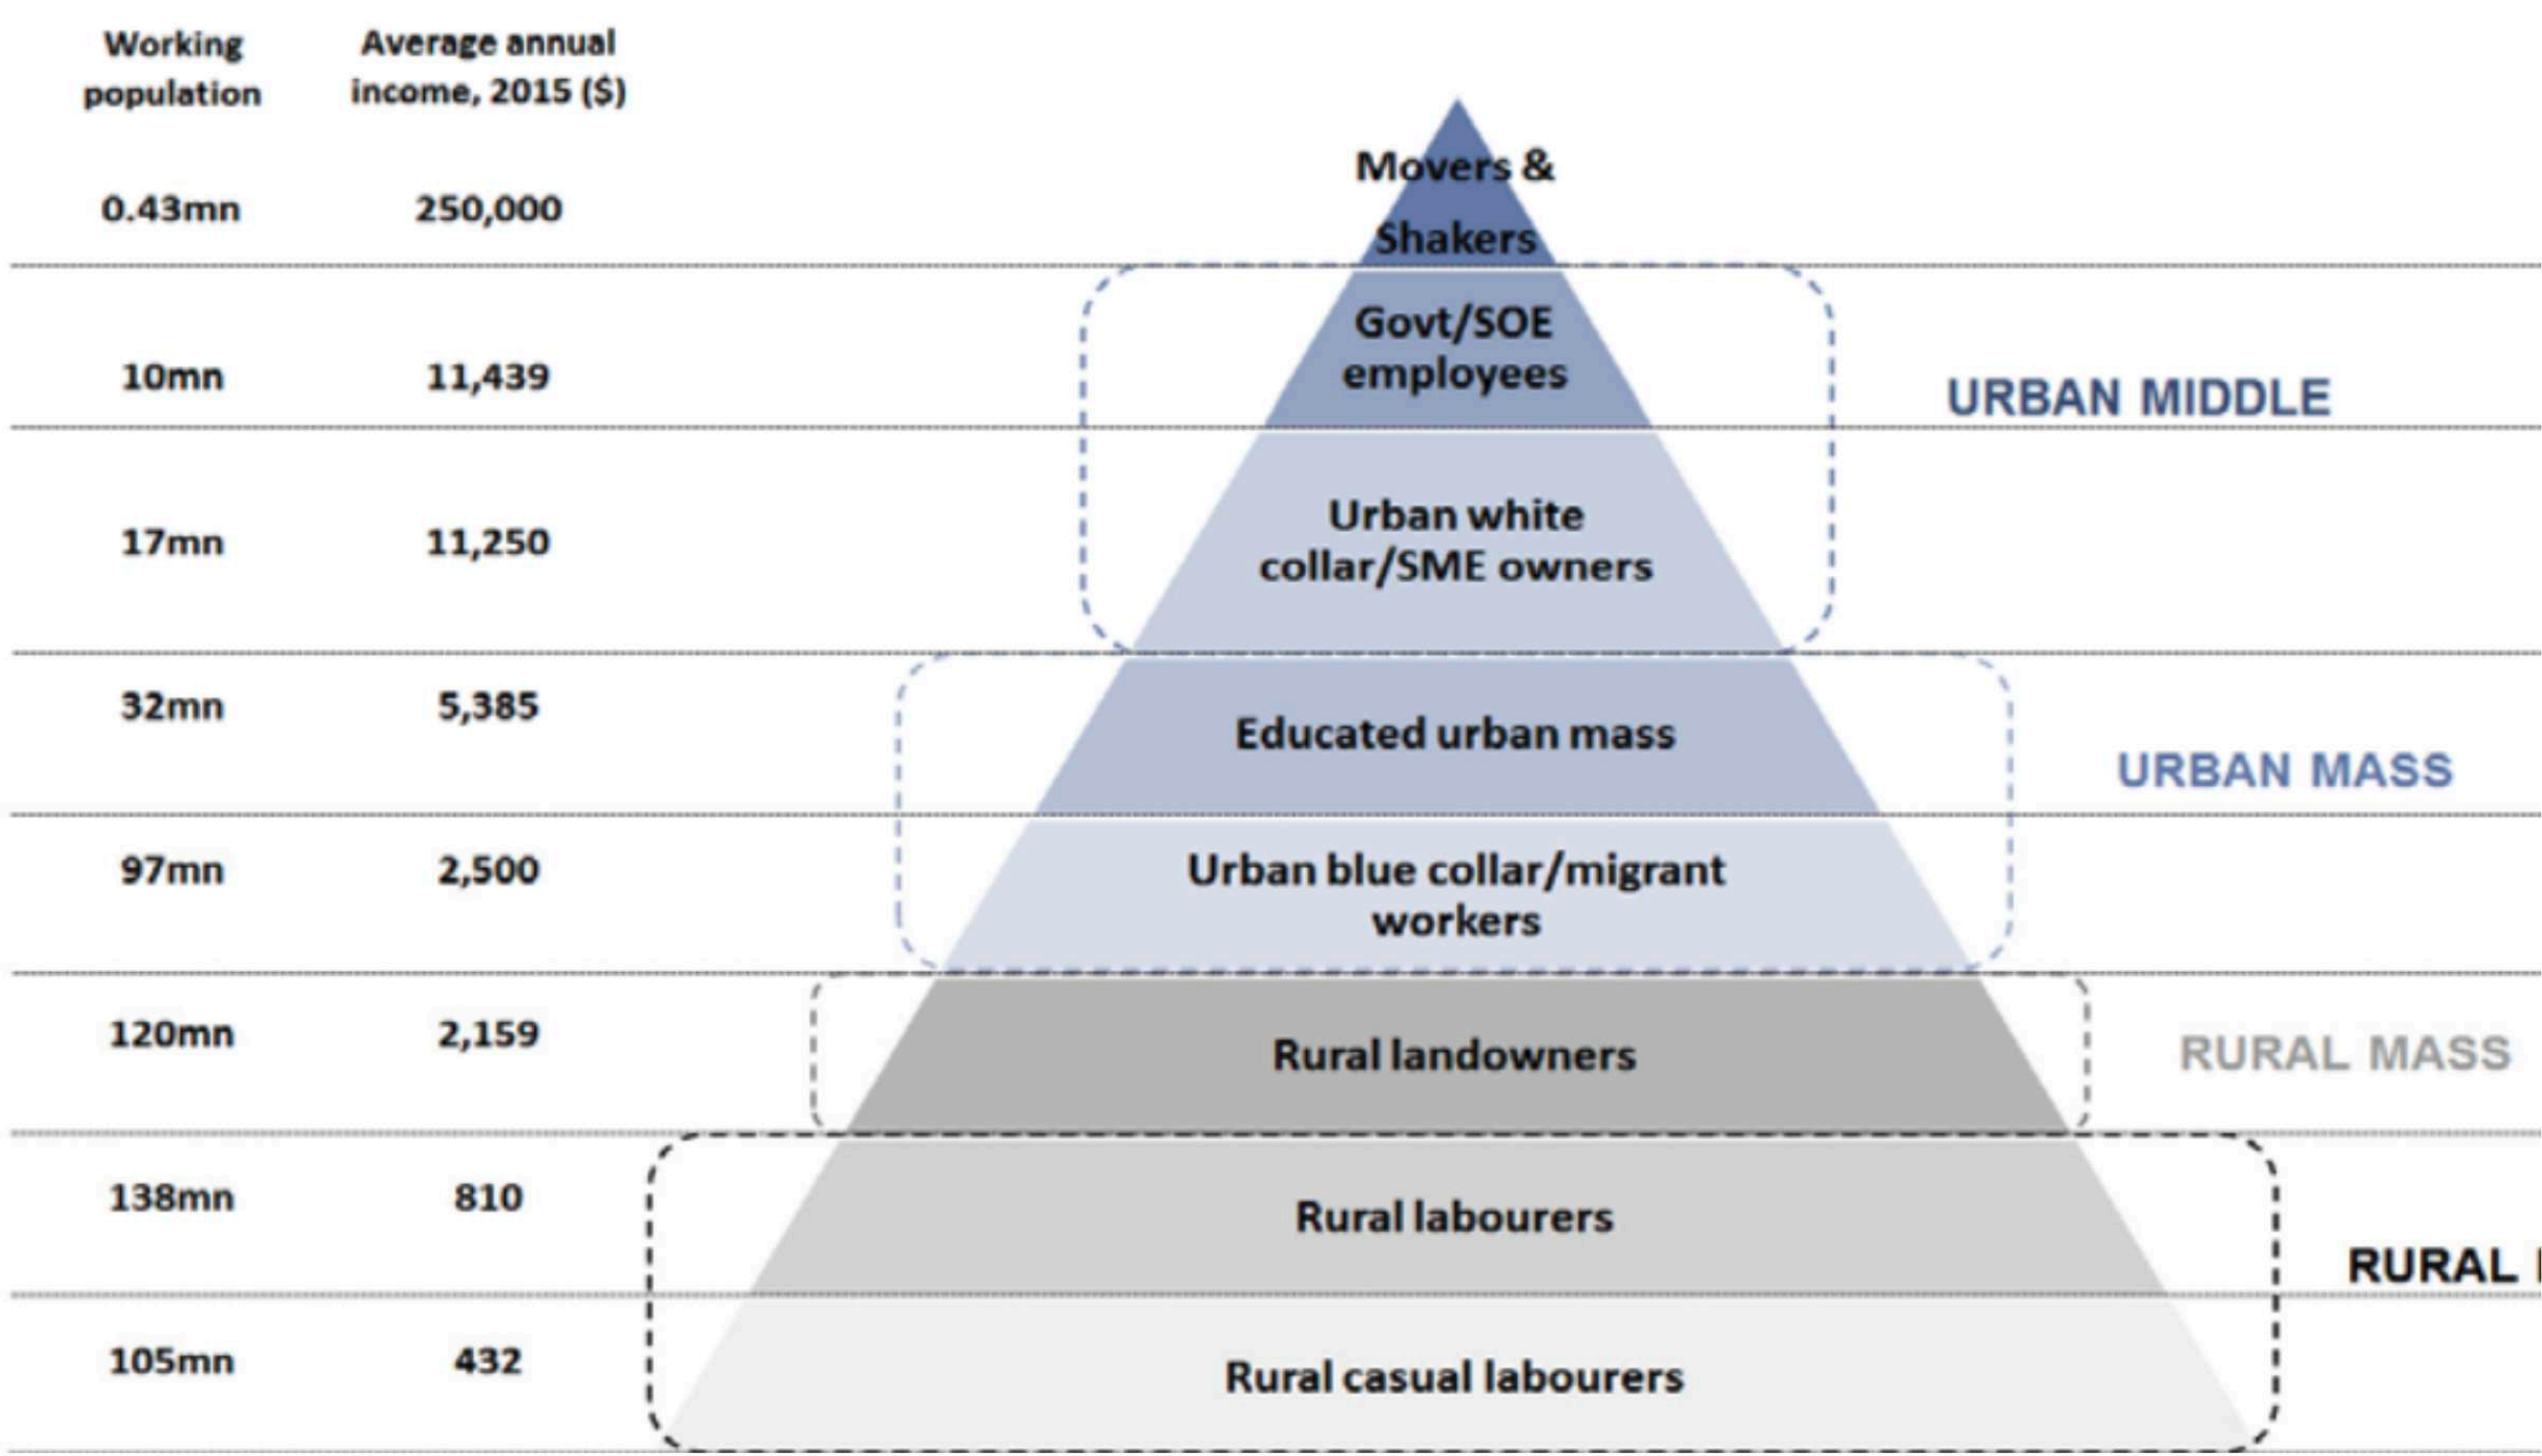 Working
population
Average annual
income, 2015 ($)
Movers &
Shakers
0.43mn
250,000
Govt/SOE
employees
10mn
11,439
URBAN MIDDLE
Urban white
collar/SME owners
17mn
11,250
32mn
5,385
Educated urban mass
URBAN MASS
97mn
2,500
Urban blue collar/migrant
workers
120mn
2,159
Rural landowners
RURAL MASS
138mn
810
Rural labourers
RURAL
105mn
432
Rural casual labourers